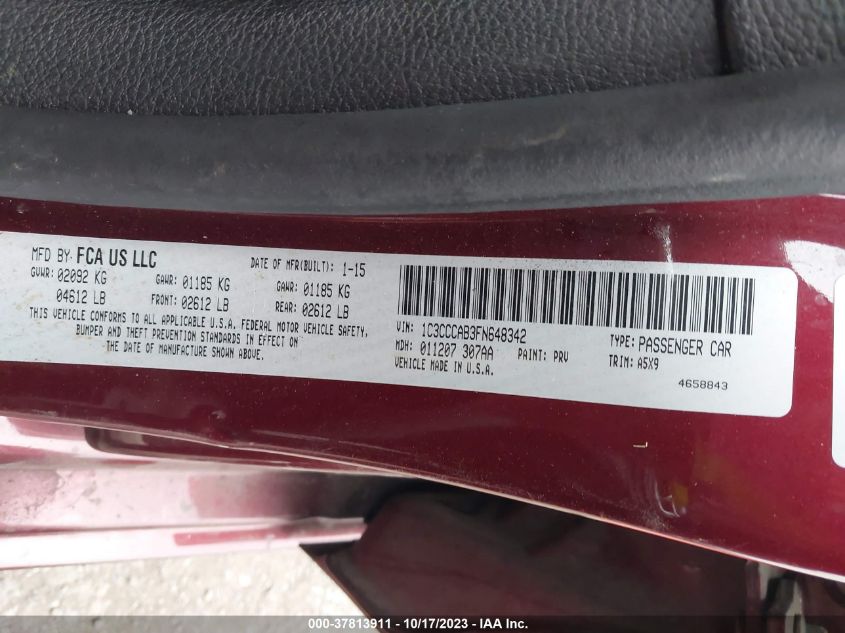 MFD BY: FCA US LLC DATE OF MFR(BUILT): 1-15
GVWR: 02092 KG GAWR: 01185 KG GAWR: 01185 KG
04612 LB FRONT: 02612 LB REAR: 02612 LB
THIS VEHICLE CONFORMS TO ALL APPLICABLE U.S.A. FEDERAL MOTOR VEHICLE SAFETY,
BUMPER AND THEFT PREVENTION STANDARDS IN EFFECT ON
THE DATE OF MANUFACTURE SHOWN ABOVE.
VIN: 1C3CCCAB3FN648342 TYPE: PASSENGER CAR
MDH: 011207 307AA PAINT: PRV TRIM: A5X9
VEHICLE MADE IN U.S.A.
4658843
000-37813911 - 10/17/2023 - IAA Inc.